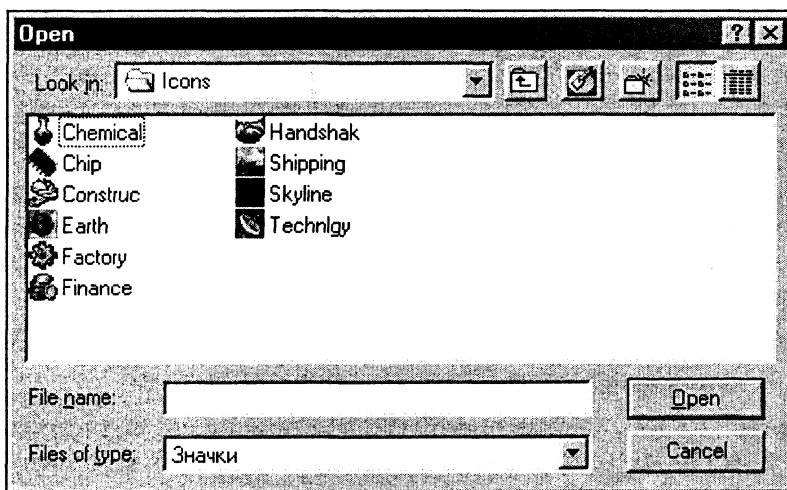 Open
Look in: Icons
Chemical
Chip
Construc
Earth
Factory
Finance
Handshak
Shipping
Skyline
Technlgy
File name:
Open
Files of type: Значки
Cancel